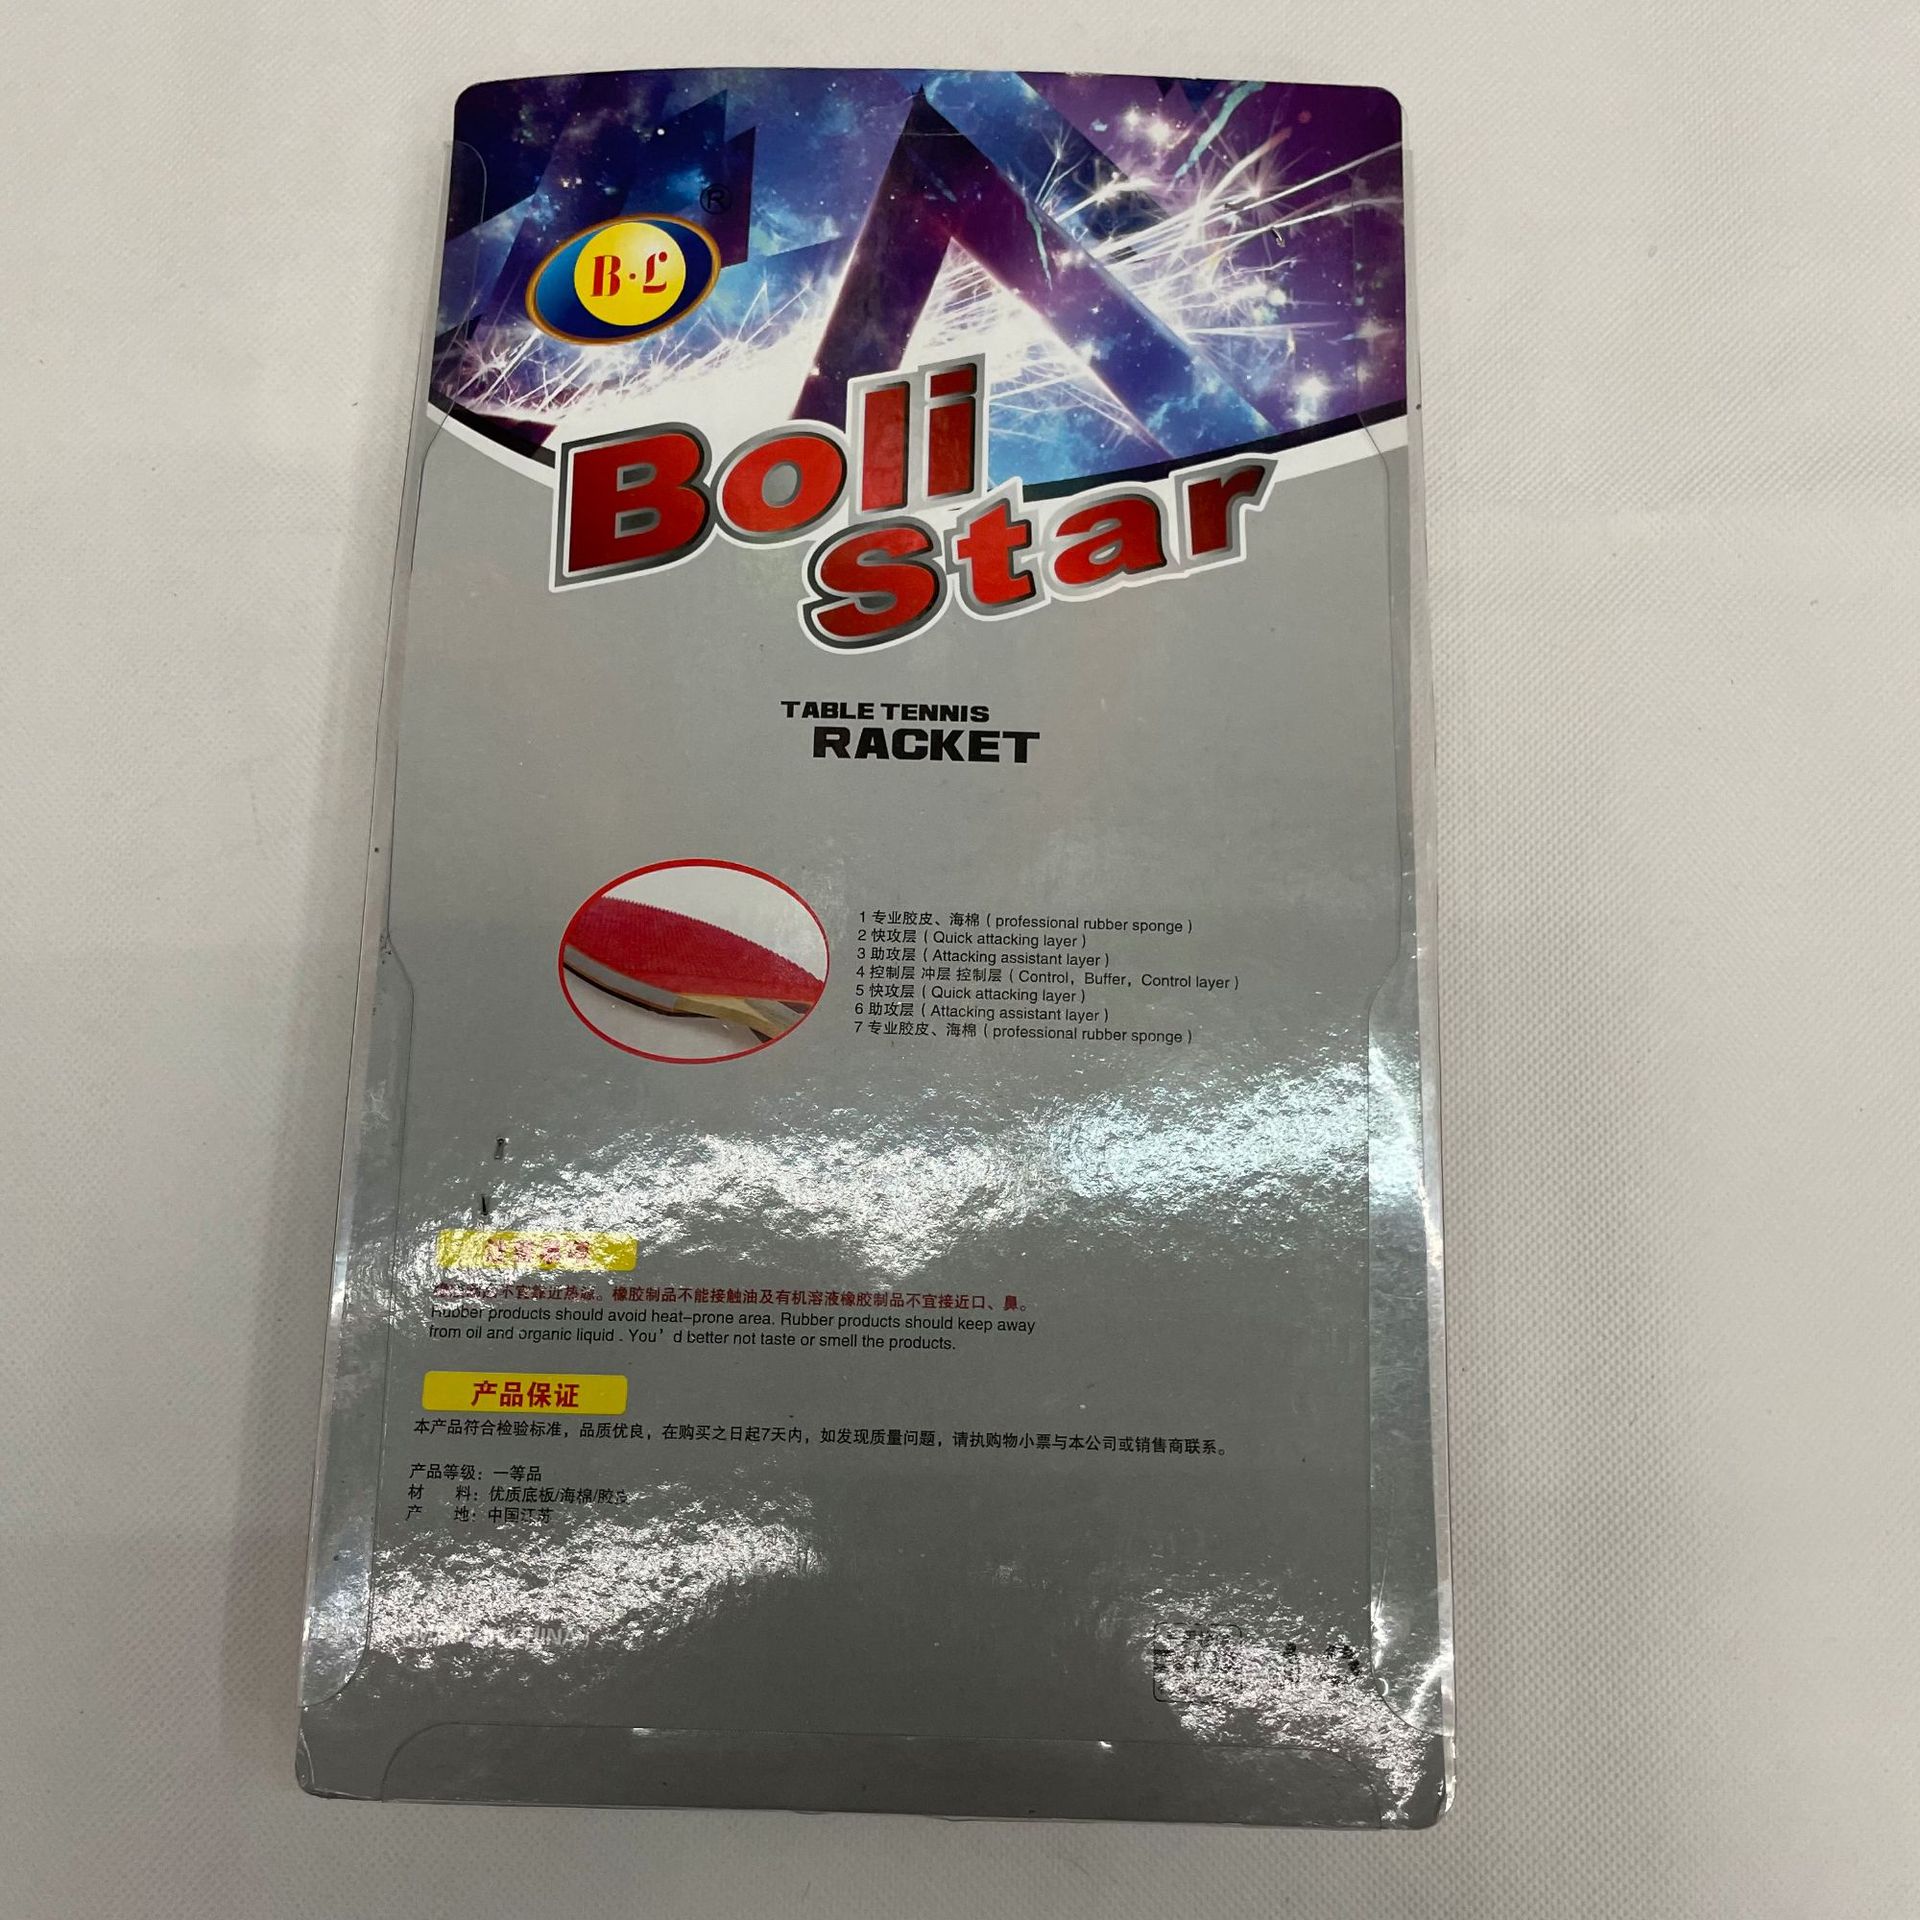 ®
B·L
Boli
Star
TABLE TENNIS
RACKET
1 专业胶皮、海棉 ( professional rubber sponge )
2 快攻层 ( Quick attacking layer )
3 助攻层 ( Attacking assistant layer )
4 控制层 冲层 控制层 ( Control, Buffer, Control layer )
5 快攻层 ( Quick attacking layer )
6 助攻层 ( Attacking assistant layer )
7 专业胶皮、海棉 ( professional rubber sponge )
不宜靠近热源。橡胶制品不能接触油及有机溶液橡胶制品不宜接近口、鼻。
Rubber products should avoid heat-prone area. Rubber products should keep away
from oil and organic liquid . You' d better not taste or smell the products.
产品保证
本产品符合检验标准，品质优良，在购买之日起7天内，如发现质量问题，请执购物小票与本公司或销售商联系。
产品等级：一等品
材 料：优质底板/海棉/胶皮
产 地：中国江苏
CHINA